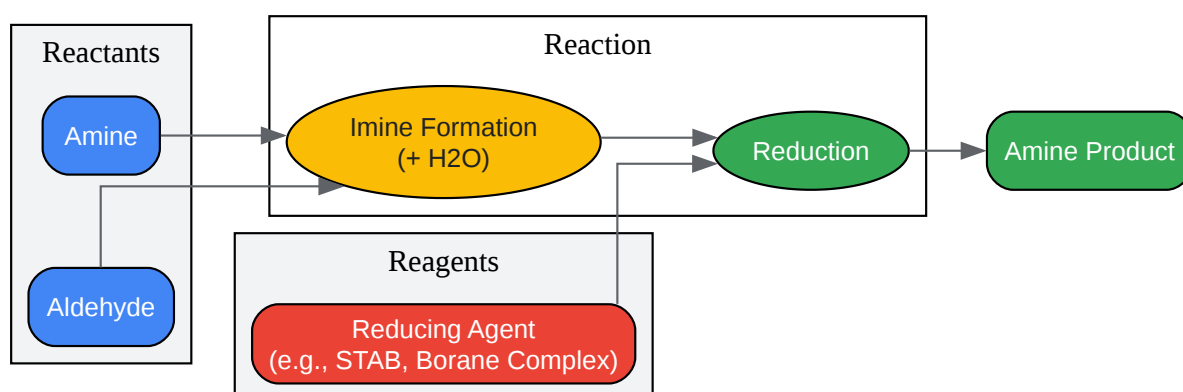 Reactants
Amine
Aldehyde
Reaction
Imine Formation
(+ H2O)
Reduction
Amine Product
Reagents
Reducing Agent
(e.g., STAB, Borane Complex)